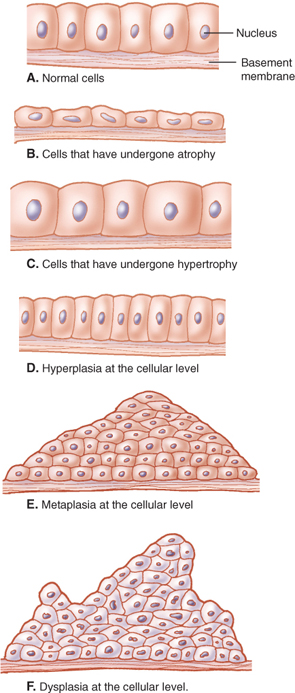 Nucleus
Basement
membrane
A. Normal cells
B. Cells that have undergone atrophy
C. Cells that have undergone hypertrophy
D. Hyperplasia at the cellular level
E. Metaplasia at the cellular level
F. Dysplasia at the cellular level.